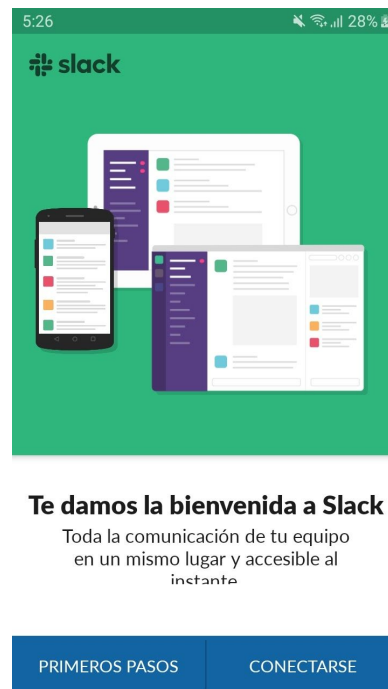 5:26
28%
slack
Te damos la bienvenida a Slack
Toda la comunicación de tu equipo
en un mismo lugar y accesible al
instante
PRIMEROS PASOS
CONECTARSE